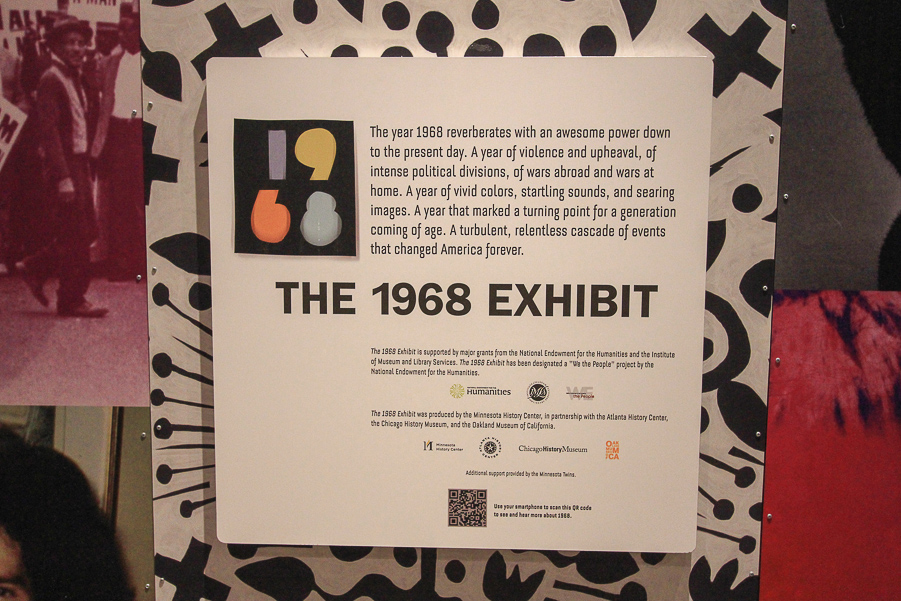 19
68
The year 1968 reverberates with an awesome power down
to the present day. A year of violence and upheaval, of
intense political divisions, of wars abroad and wars at
home. A year of vivid colors, startling sounds, and searing
images. A year that marked a turning point for a generation
coming of age. A turbulent, relentless cascade of events
that changed America forever.
THE 1968 EXHIBIT
The 1968 Exhibit is supported by major grants from the National Endowment for the Humanities and the Institute
of Museum and Library Services. The 1968 Exhibit has been designated a "We the People" project by the
National Endowment for the Humanities.
Humanities
WE
the People
The 1968 Exhibit was produced by the Minnesota History Center, in partnership with the Atlanta History Center,
the Chicago History Museum, and the Oakland Museum of California.
Minnesota
History Center
ATLANTA HISTORY CENTER
ChicagoHistoryMuseum
Additional support provided by the Minnesota Twins.
Use your smartphone to scan this QR code
to see and hear more about 1968.